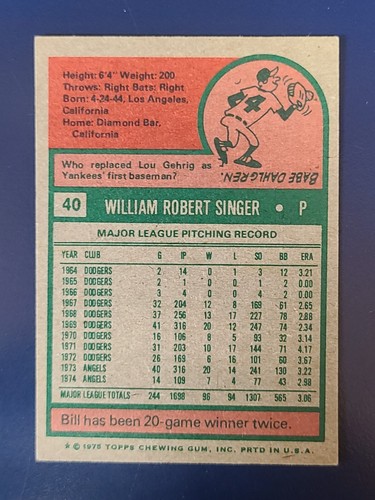 Height: 6'4" Weight: 200
Throws: Right Bats: Right
Born: 4-24-44, Los Angeles,
California
Home: Diamond Bar,
California
4
Who replaced Lou Gehrig as
Yankees' first baseman?
BABE DAHLGREN.
40 WILLIAM ROBERT SINGER • P
MAJOR LEAGUE PITCHING RECORD
YEAR CLUB G IP W L SO BB ERA
1964 DODGERS 2 14 0 1 3 12 3.21
1965 DODGERS 2 1 0 0 1 2 0.00
1966 DODGERS 3 4 0 0 4 2 0.00
1967 DODGERS 32 204 12 8 169 61 2.65
1968 DODGERS 37 256 13 17 227 78 2.88
1969 DODGERS 41 316 20 12 247 74 2.34
1970 DODGERS 16 106 8 5 93 32 3.14
1971 DODGERS 31 203 10 17 144 71 4.17
1972 DODGERS 26 169 6 16 101 60 3.67
1973 ANGELS 40 316 20 14 241 130 3.22
1974 ANGELS 14 109 7 4 77 43 2.98
MAJOR LEAGUE TOTALS 244 1698 96 94 1307 565 3.06
Bill has been 20-game winner twice.
* © 1975 TOPPS CHEWING GUM, INC. PRTD IN U.S.A.